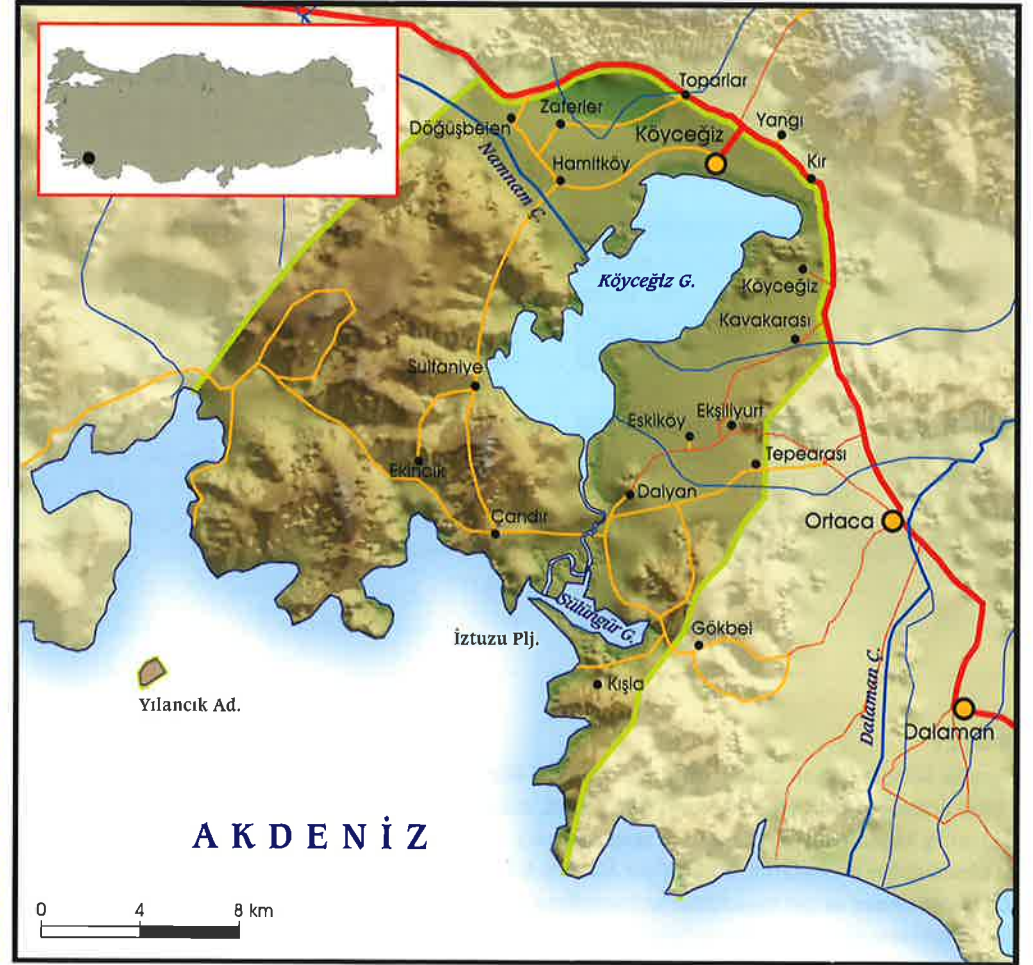 Toparlar
Zaferler
Döğüşbelen
Yangı
Köyceğiz
Hamitköy
Kır
Namnam Ç.
Köyceğiz G.
Köyceğiz
Kavakarası
Sultaniye
Ekşiliyurt
Eskiköy
Tepearası
Ekincik
Dalyan
Çandır
Ortaca
Sülüngür G.
İztuzu Plj.
Gökbel
Kışla
Yılancık Ad.
Dalaman Ç.
Dalaman
AKDENİZ
0 4 8 km